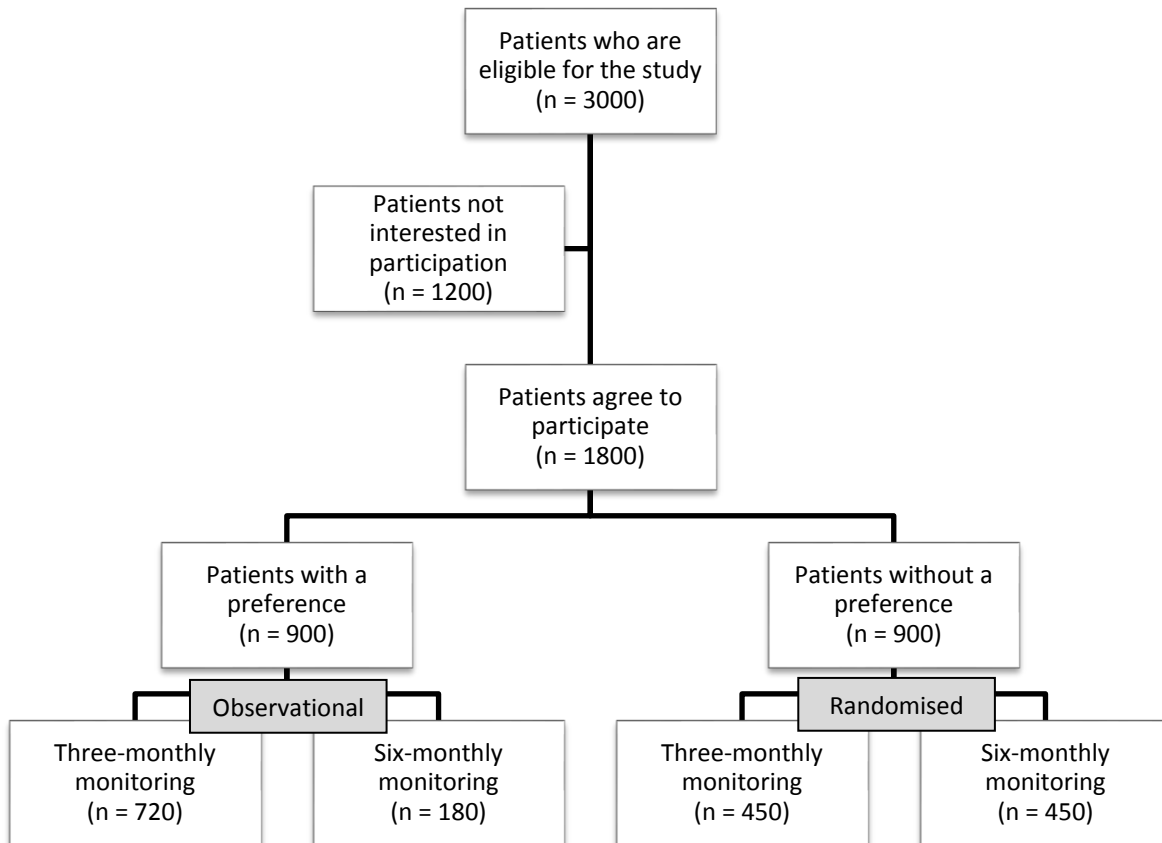 Patients who are
eligible for the study
(n = 3000)
Patients not
interested in
participation
(n = 1200)
Patients agree to
participate
(n = 1800)
Patients with a
preference
(n = 900)
Patients without a
preference
(n = 900)
Observational
Randomised
Three-monthly
monitoring
(n = 720)
Six-monthly
monitoring
(n = 180)
Three-monthly
monitoring
(n = 450)
Six-monthly
monitoring
(n = 450)